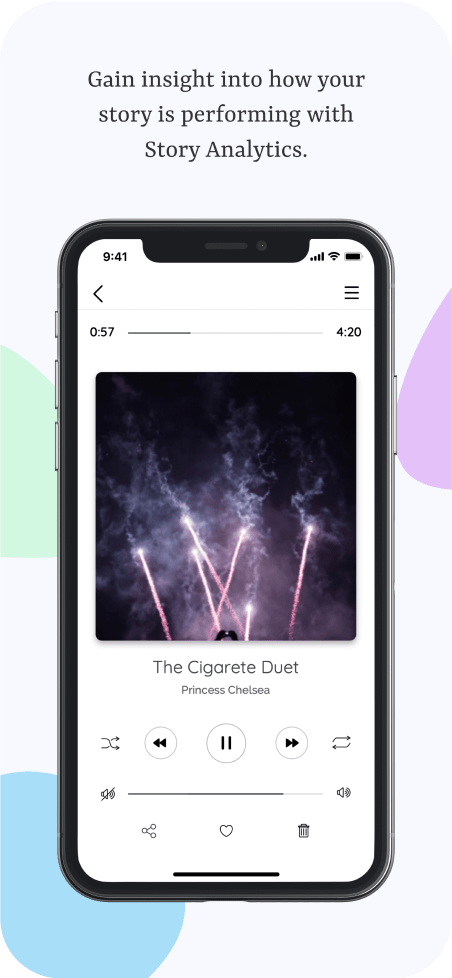 Gain insight into how your
story is performing with
Story Analytics.
9:41
0:57 4:20
The Cigarete Duet
Princess Chelsea